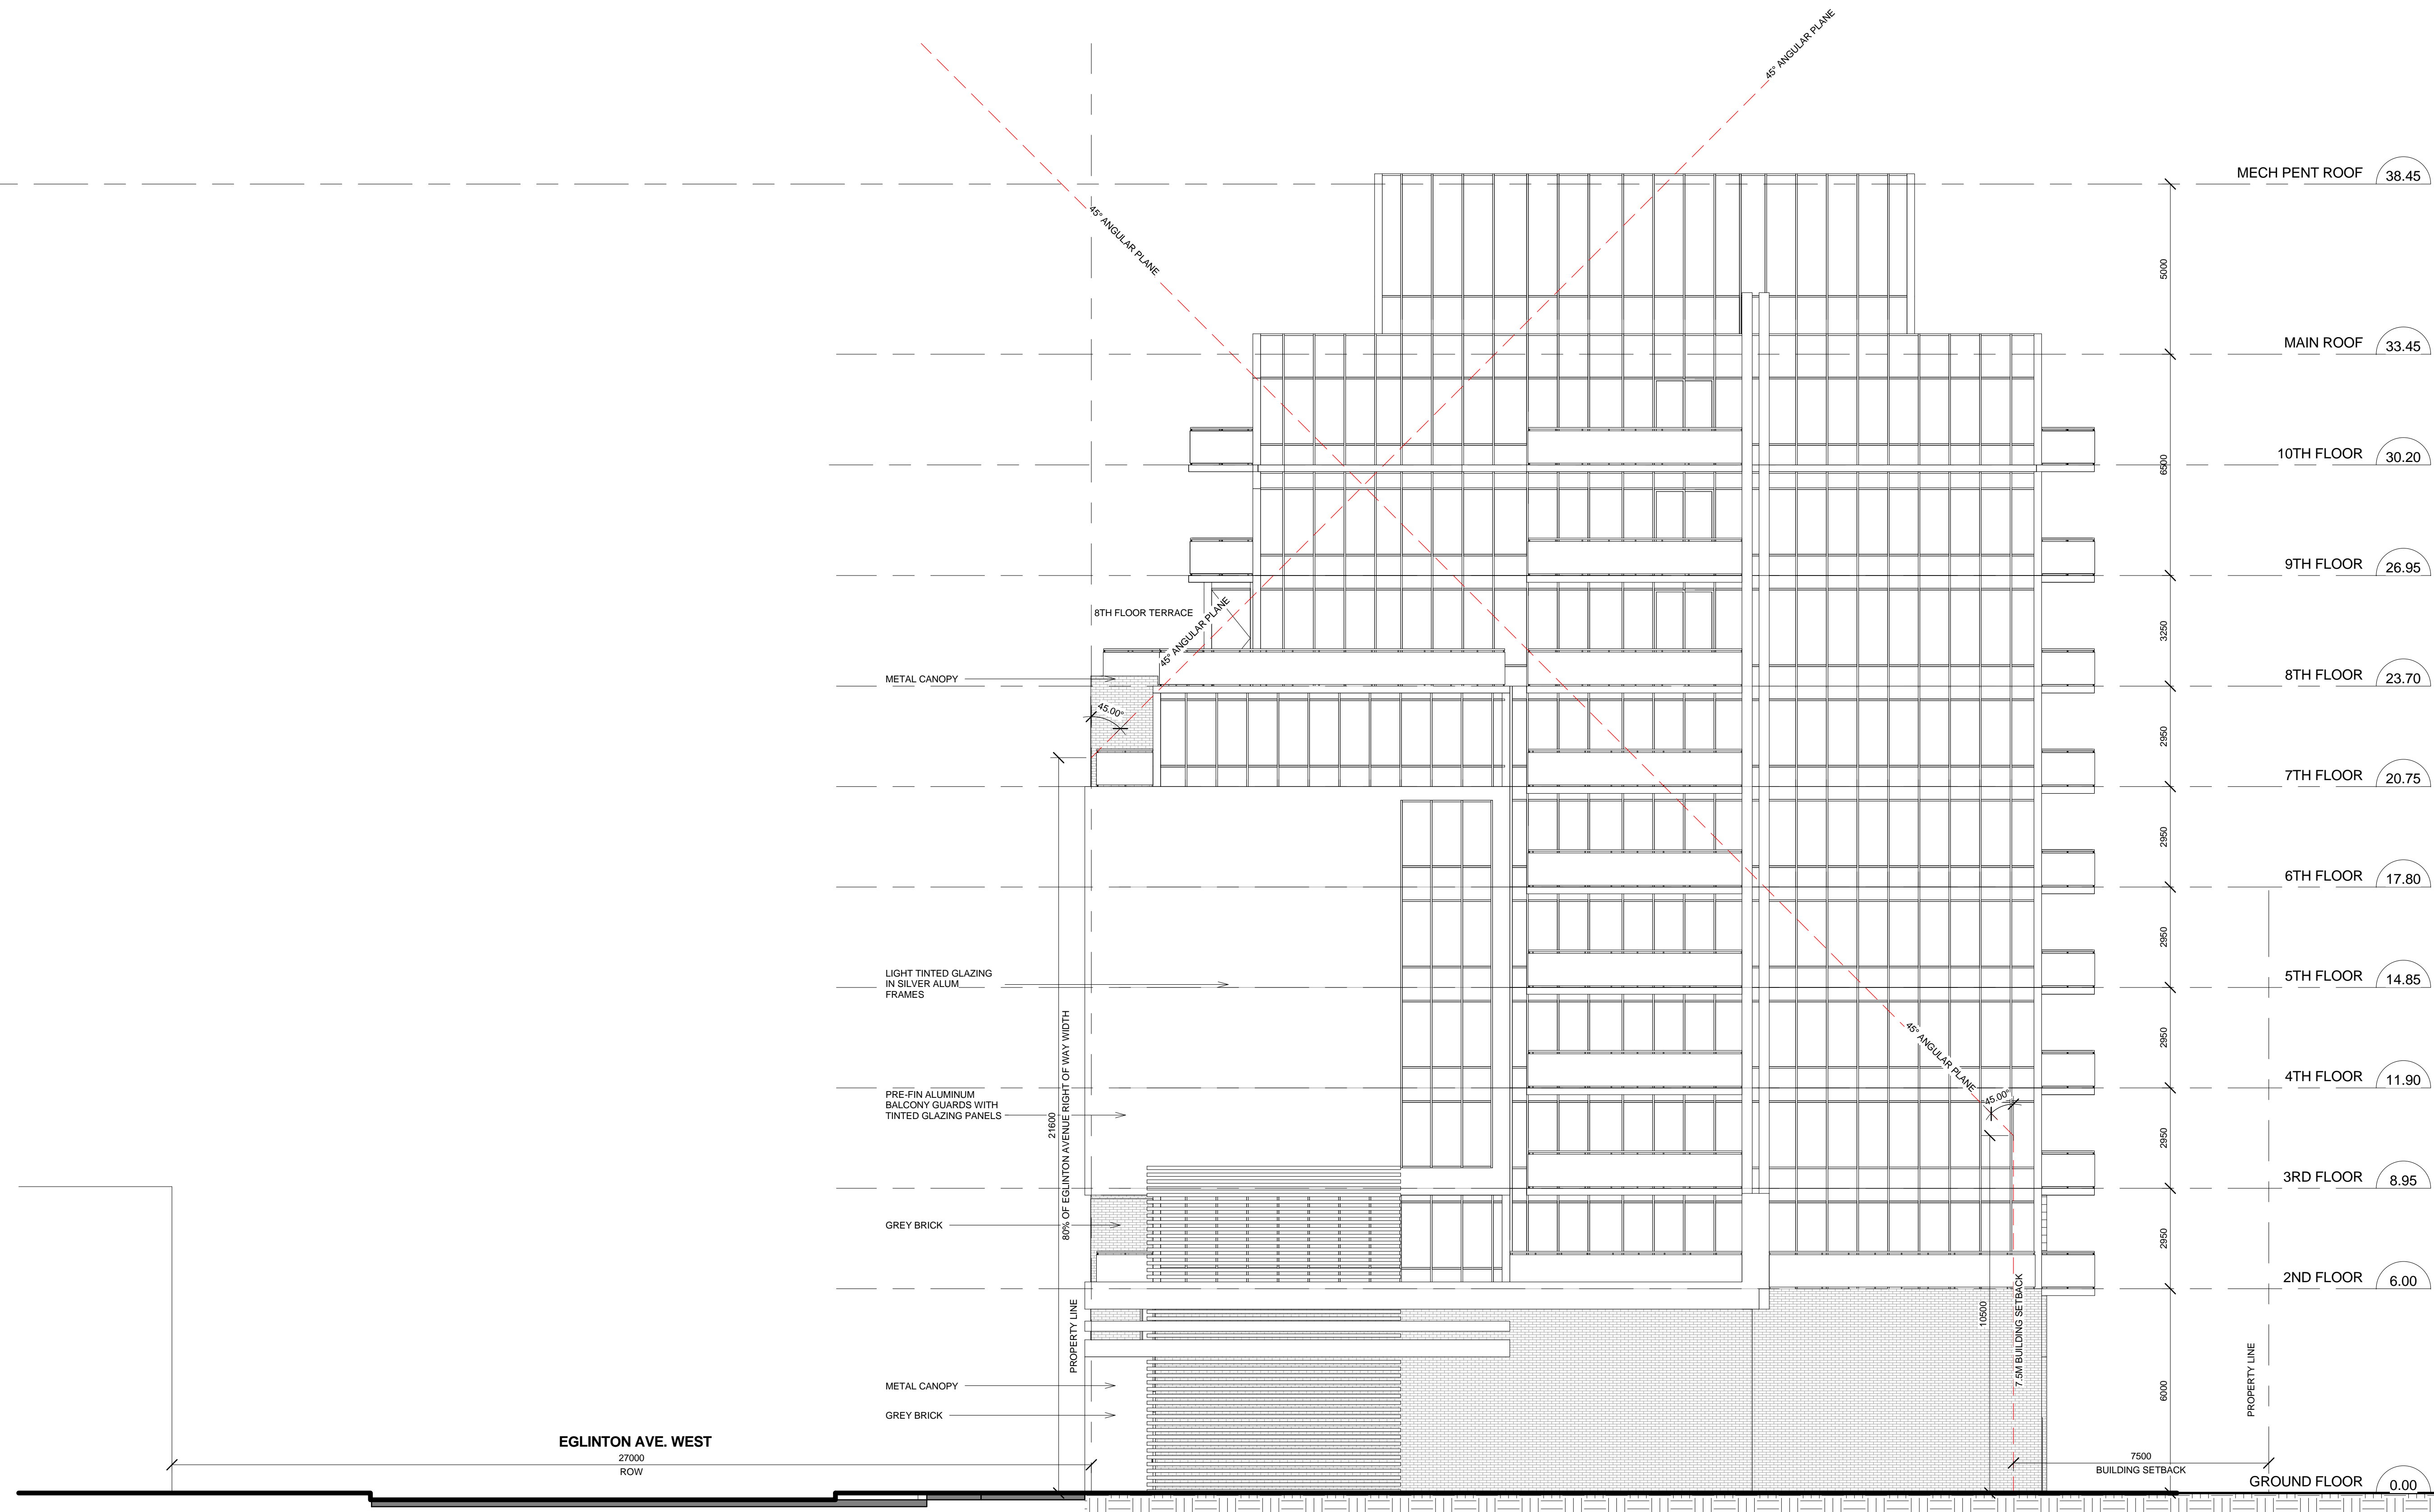 45° ANGULAR PLANE
MECH PENT ROOF 38.45
45° ANGULAR PLANE
5000
MAIN ROOF 33.45
10TH FLOOR 30.20
6500
9TH FLOOR 26.95
8TH FLOOR TERRACE
45° ANGULAR PLANE
3250
METAL CANOPY
8TH FLOOR 23.70
45.00°
2950
7TH FLOOR 20.75
2950
6TH FLOOR 17.80
2950
LIGHT TINTED GLAZING
IN SILVER ALUM
FRAMES
5TH FLOOR 14.85
2950
45° ANGULAR PLANE
4TH FLOOR 11.90
PRE-FIN ALUMINUM
BALCONY GUARDS WITH
TINTED GLAZING PANELS
45.00°
21600
80% OF EGLINTON AVENUE RIGHT OF WAY WIDTH
2950
3RD FLOOR 8.95
GREY BRICK
2950
2ND FLOOR 6.00
PROPERTY LINE
10500
7.5M BUILDING SETBACK
PROPERTY LINE
METAL CANOPY
6000
GREY BRICK
EGLINTON AVE. WEST
27000
ROW
7500
BUILDING SETBACK
GROUND FLOOR 0.00